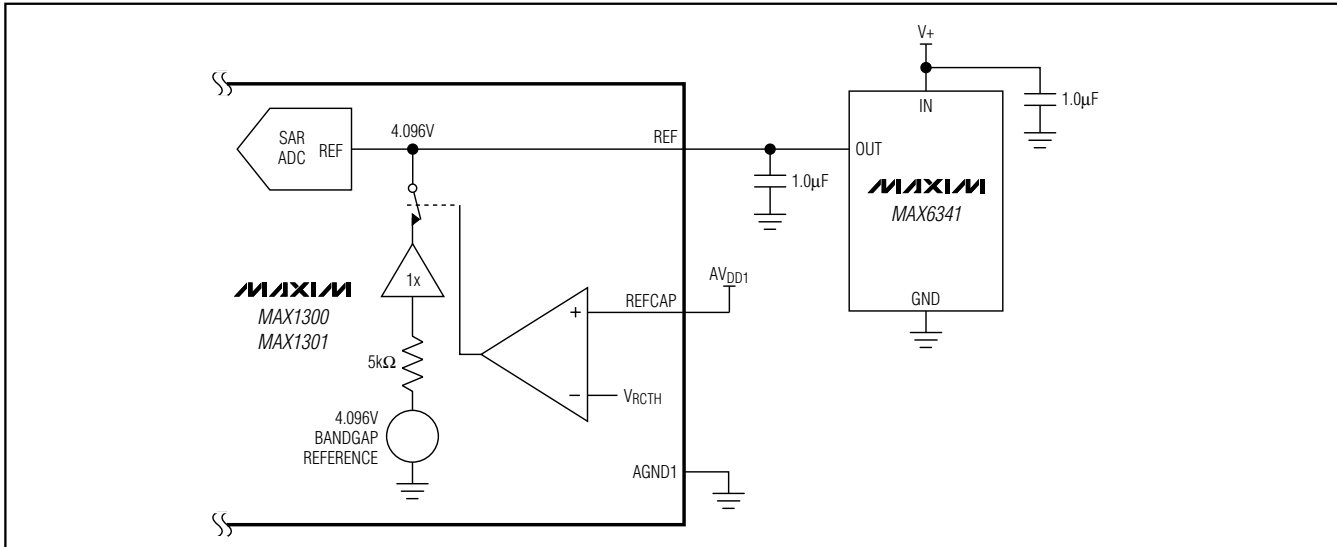 V+
1.0µF
IN
SAR
ADC
REF
4.096V
REF
OUT
1.0µF
MAXIM
MAX6341
1x
AVDD1
MAXIM
MAX1300
MAX1301
REFCAP
GND
+
5kΩ
−
VRCTH
4.096V
BANDGAP
REFERENCE
AGND1